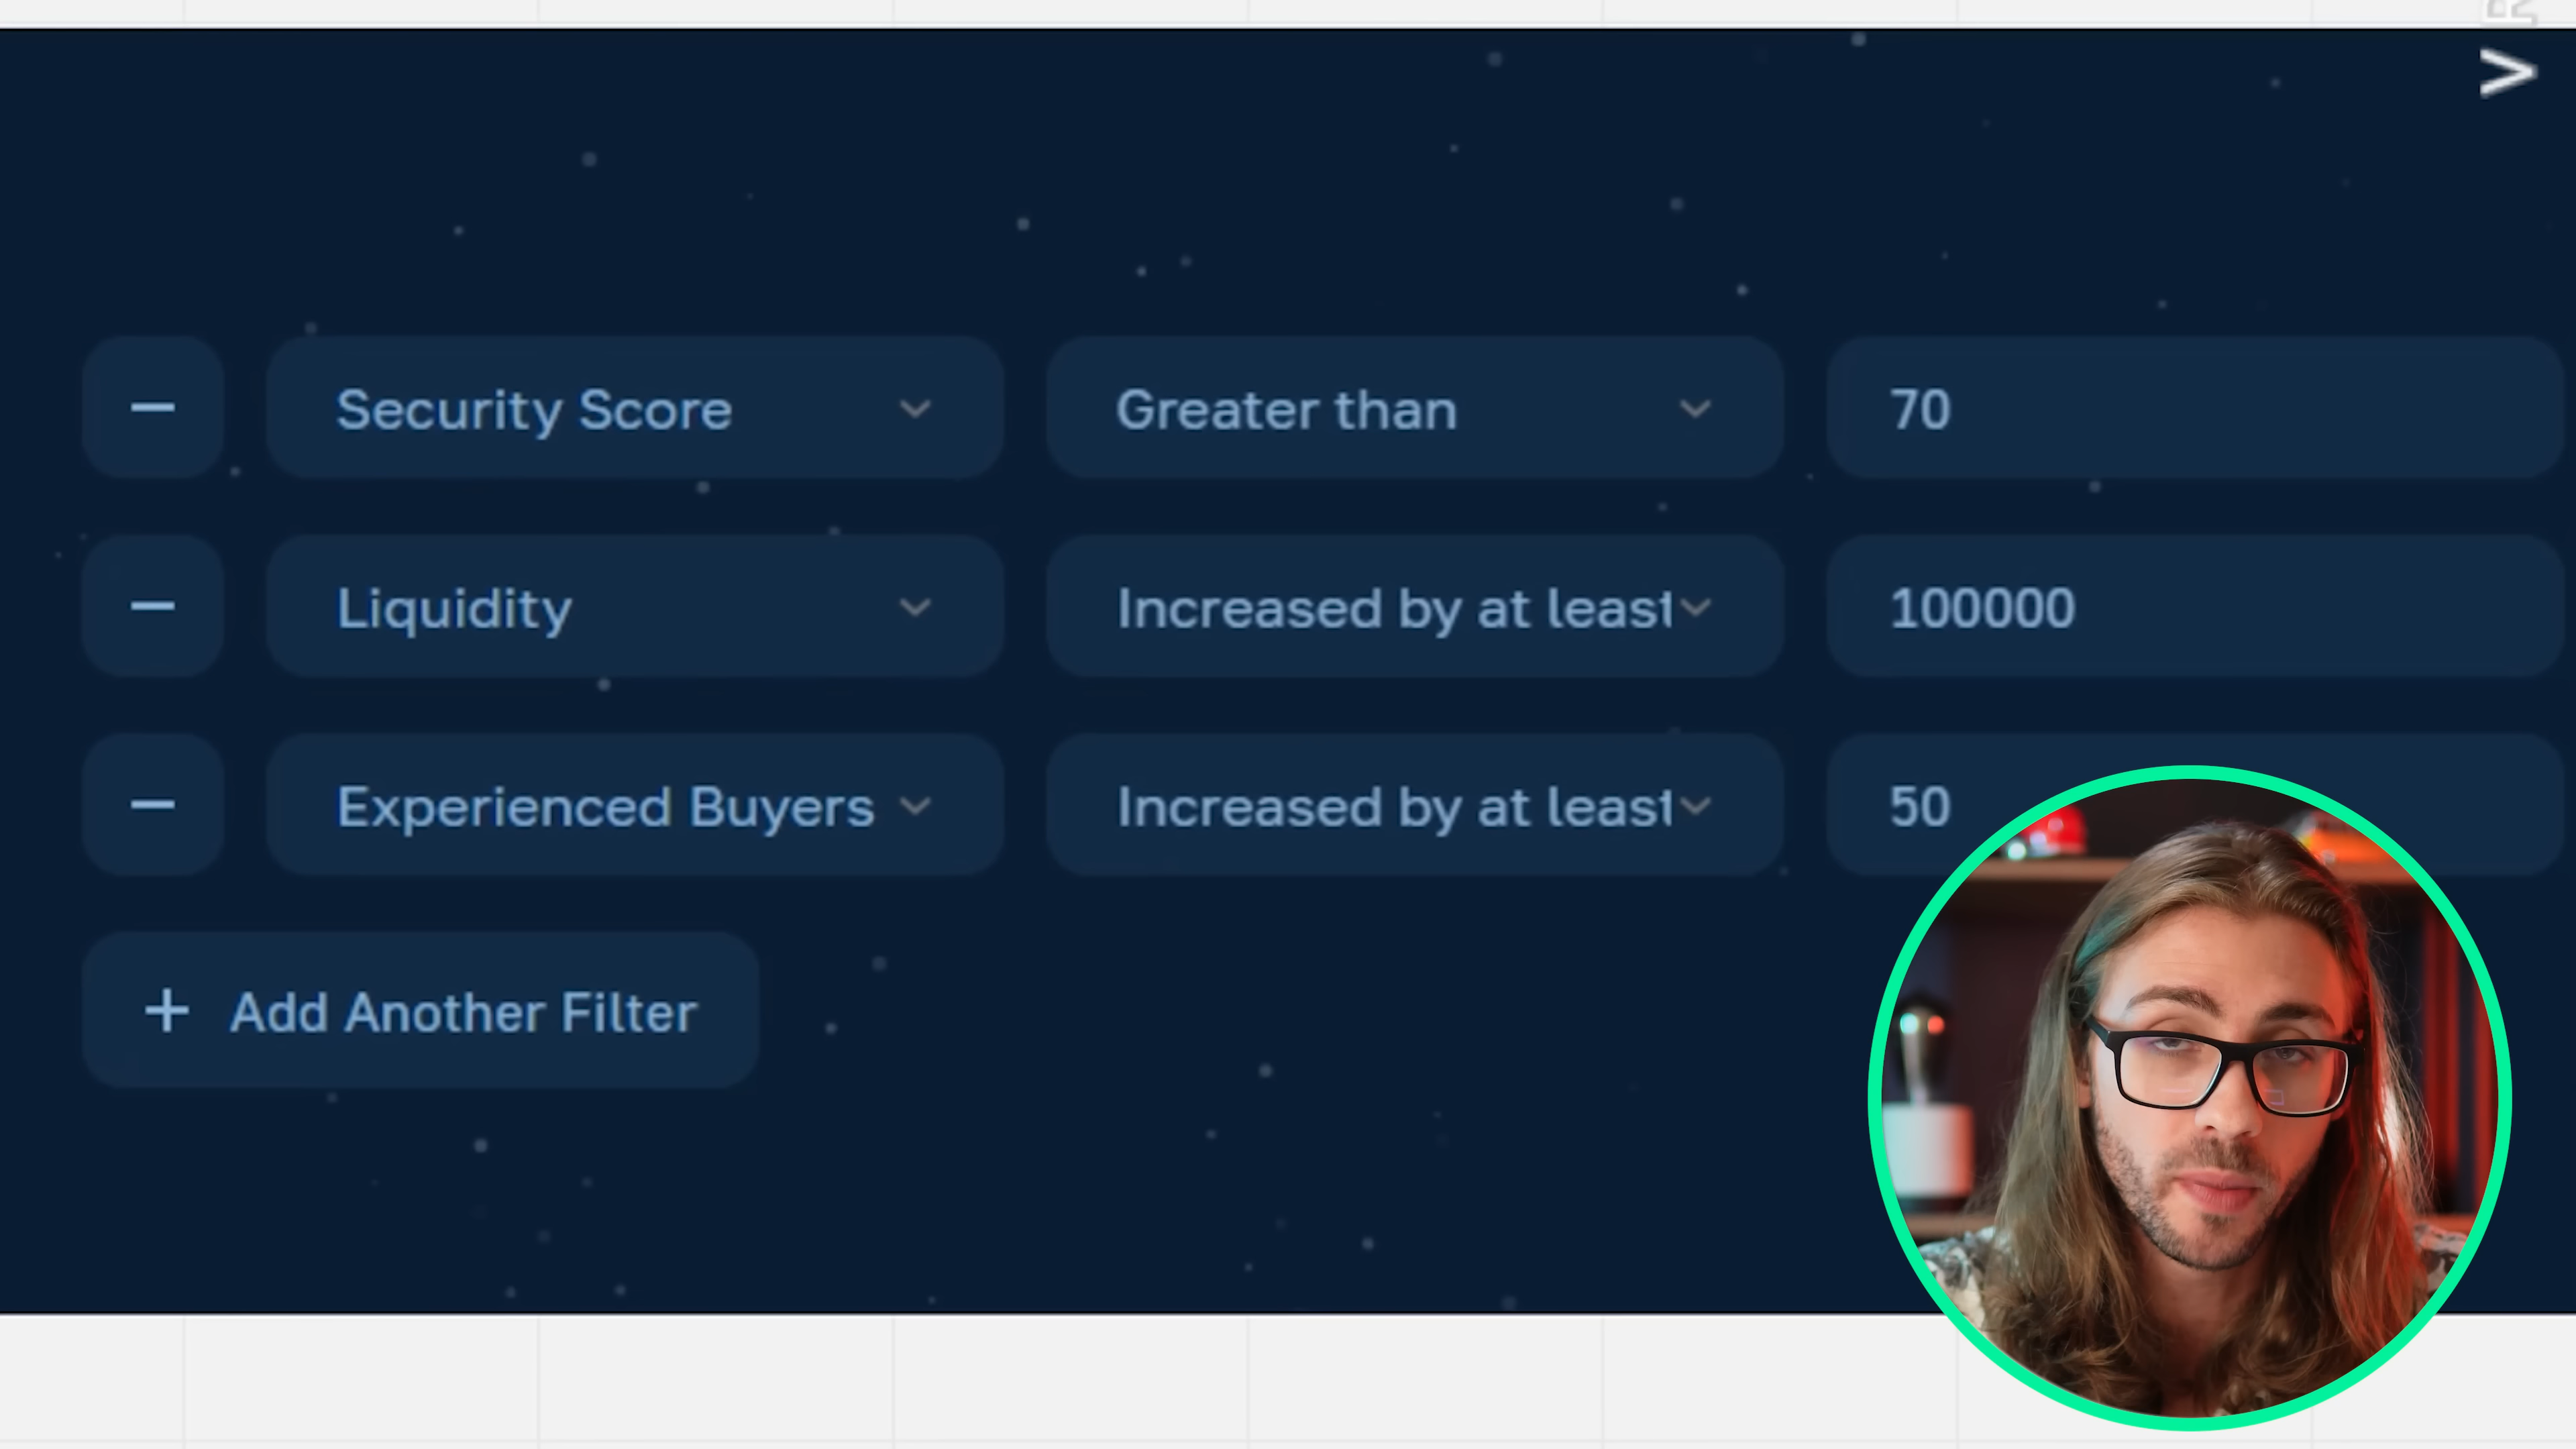 Security Score Greater than 70
Liquidity Increased by at least 100000
Experienced Buyers Increased by at least 50
+ Add Another Filter